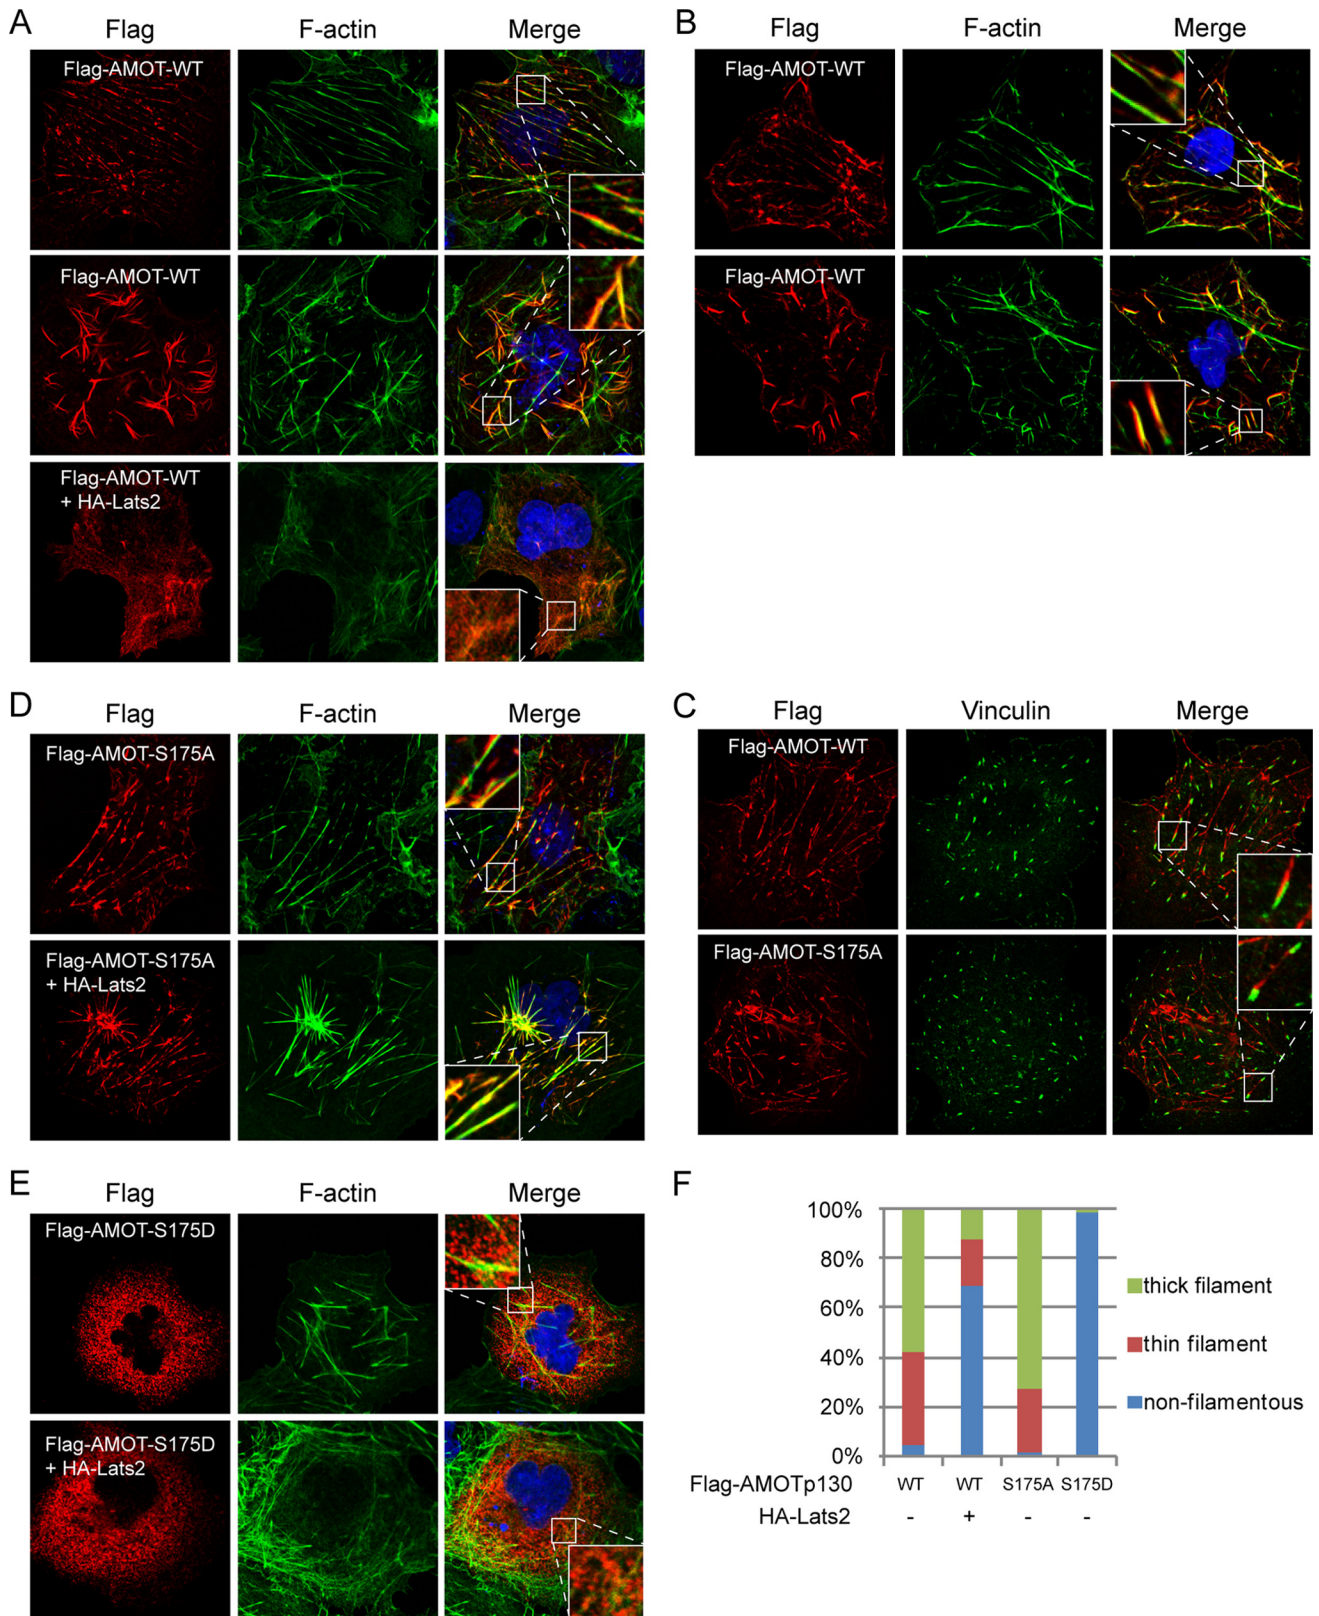 A
Flag F-actin Merge
Flag-AMOT-WT
Flag-AMOT-WT
Flag-AMOT-WT
+ HA-Lats2
B
Flag F-actin Merge
Flag-AMOT-WT
Flag-AMOT-WT
D
Flag F-actin Merge
Flag-AMOT-S175A
Flag-AMOT-S175A
+ HA-Lats2
C
Flag Vinculin Merge
Flag-AMOT-WT
Flag-AMOT-S175A
E
Flag F-actin Merge
Flag-AMOT-S175D
Flag-AMOT-S175D
+ HA-Lats2
F
100%
80%
60%
40%
20%
0%
thick filament
thin filament
non-filamentous
Flag-AMOTp130 WT WT S175A S175D
HA-Lats2 - + - -